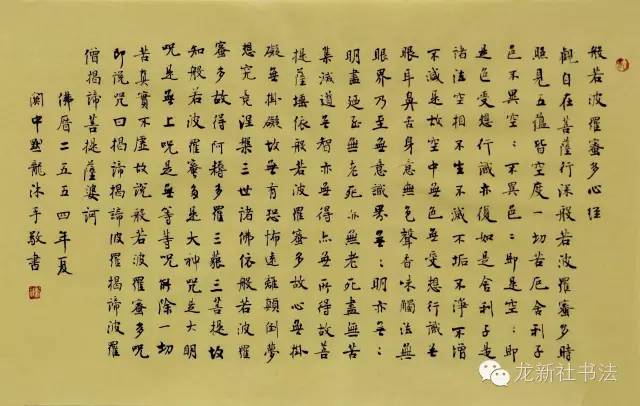 般若波羅蜜多心经
觀自在菩薩行深般若波羅蜜多時
照見五蘊皆空度一切苦厄舍利子
色不異空:不異色:即是空:即
是色受想行識亦復如是舍利子是
諸法空相不生不滅不垢不淨不增
不減是故空中無色無受想行識無
眼耳鼻舌身意無色聲香味觸法無
眼界乃至無意識界無:明亦無:
明盡乃至無老死亦無老死盡無苦
集滅道無智亦無得以無所得故菩
提薩埵依般若波羅蜜多故心無掛
礙無掛礙故無有恐怖遠離顛倒夢
想究竟涅槃三世諸佛依般若波羅
蜜多故得阿耨多羅三藐三菩提故
知般若波羅蜜多是大神咒是大明
咒是無上咒是無等等咒能除一切
苦真實不虛故說般若波羅蜜多咒
即說咒曰揭諦揭諦波羅揭諦波羅
僧揭諦菩提薩婆訶
佛曆二五五四年夏
中龍沐手敬書
龙新社书法